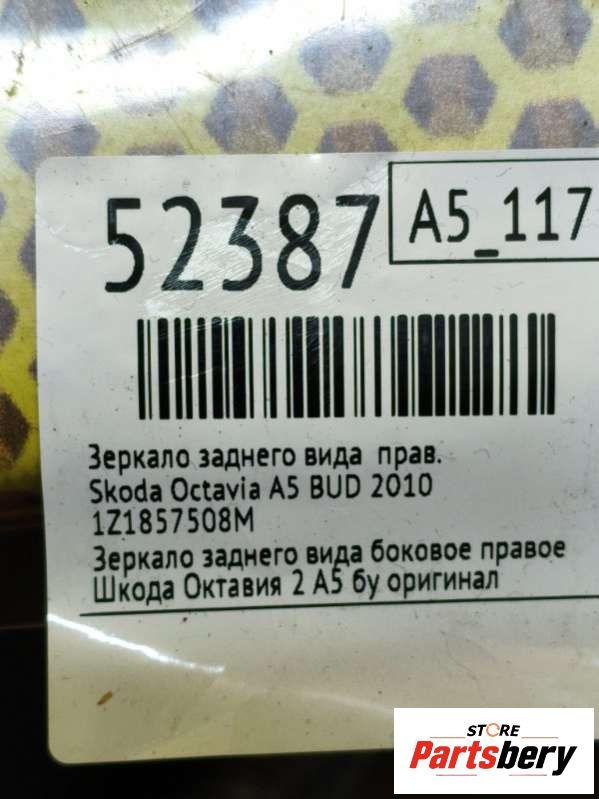 52387
A5_117
Зеркало заднего вида прав.
Skoda Octavia A5 BUD 2010
1Z1857508M
Зеркало заднего вида боковое правое
Шкода Октавия 2 А5 бу оригинал
STORE
Partsbery